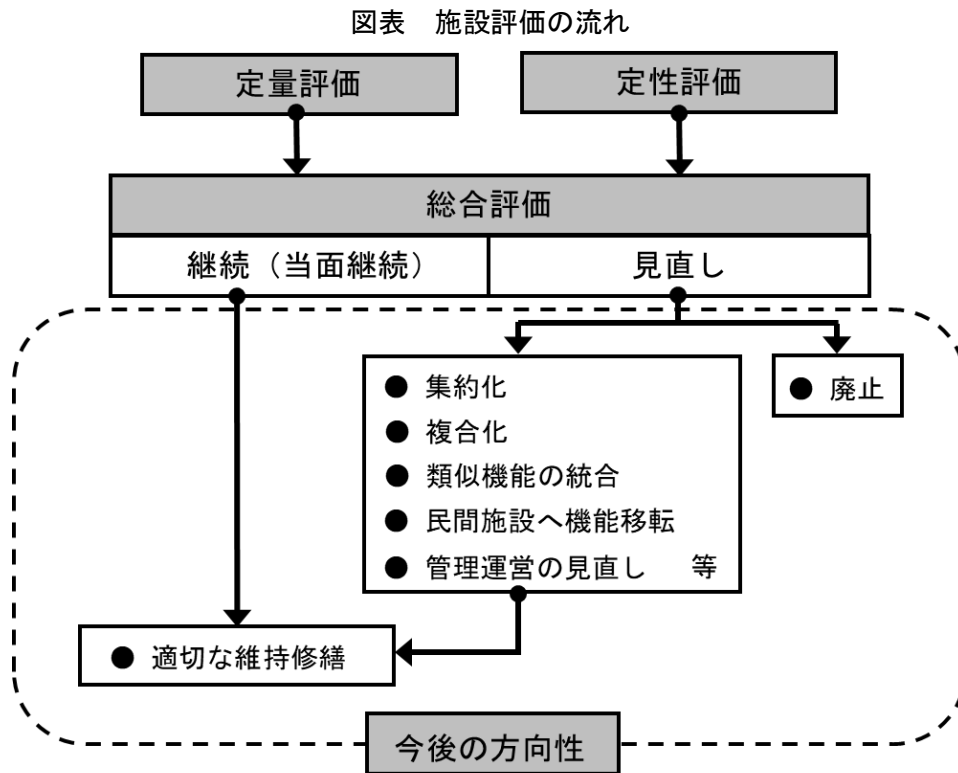 図表　施設評価の流れ
定量評価
定性評価
総合評価
継続（当面継続）
見直し
● 集約化
● 複合化
● 類似機能の統合
● 民間施設へ機能移転
● 管理運営の見直し　等
● 廃止
● 適切な維持修繕
今後の方向性